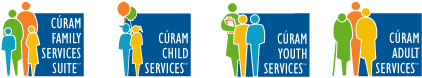 CÚRAM
FAMILY
SERVICES
SUITE™
CÚRAM
CHILD
SERVICES™
CÚRAM
YOUTH
SERVICES™
CÚRAM
ADULT
SERVICES™